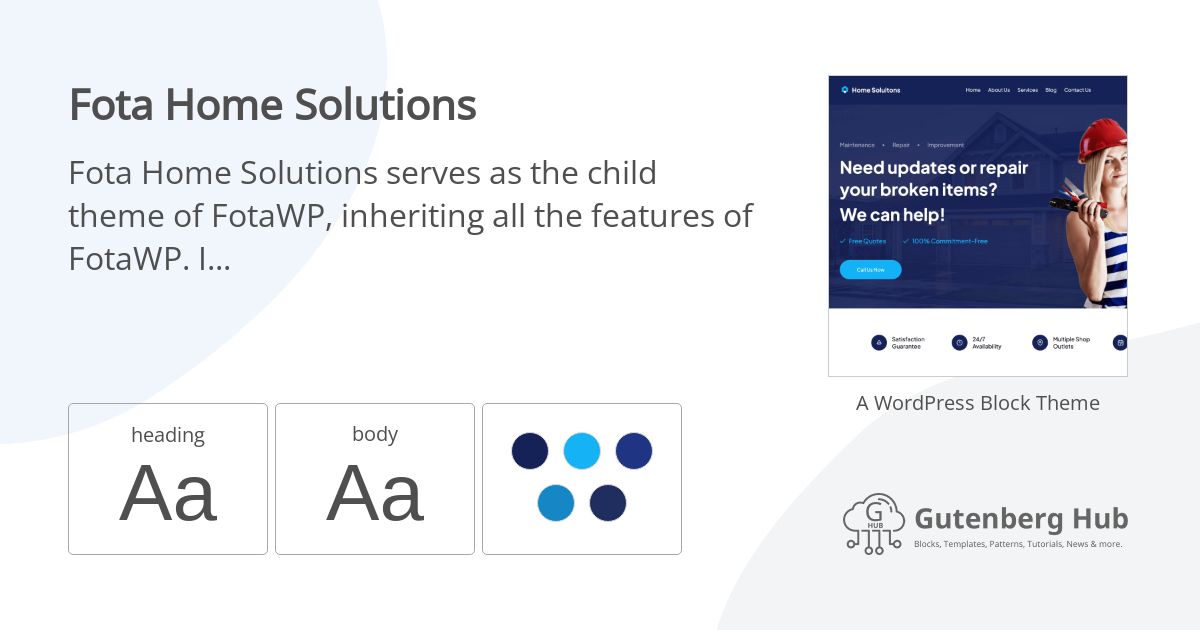 Fota Home Solutions
Fota Home Solutions serves as the child
theme of FotaWP, inheriting all the features of
FotaWP. I...
heading
Aa
body
Aa
Home Soluitons
Home About Us Services Blog Contact Us
Maintenance • Repair • Improvement
Need updates or repair
your broken items?
We can help!
Free Quotes 100% Commitment-Free
Call Us Now
Satisfaction
Guarantee
24/7
Availability
Multiple Shop
Outlets
A WordPress Block Theme
G
HUB
Gutenberg Hub
Blocks, Templates, Patterns, Tutorials, News & more.